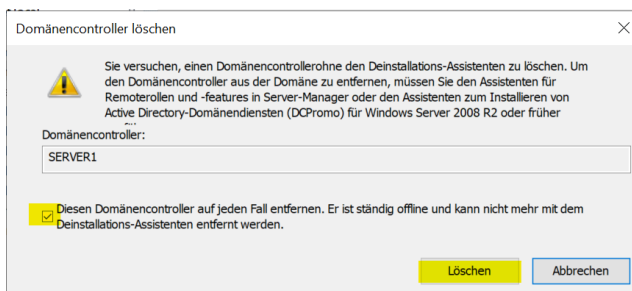 Domänencontroller löschen
Sie versuchen, einen Domänencontrollerohne den Deinstallations-Assistenten zu löschen. Um
den Domänencontroller aus der Domäne zu entfernen, müssen Sie den Assistenten für
Remoterollen und -features in Server-Manager oder den Assistenten zum Installieren von
Active Directory-Domänendiensten (DCPromo) für Windows Server 2008 R2 oder früher
Domänencontroller:
SERVER1
Diesen Domänencontroller auf jeden Fall entfernen. Er ist ständig offline und kann nicht mehr mit dem
Deinstallations-Assistenten entfernt werden.
Löschen
Abbrechen